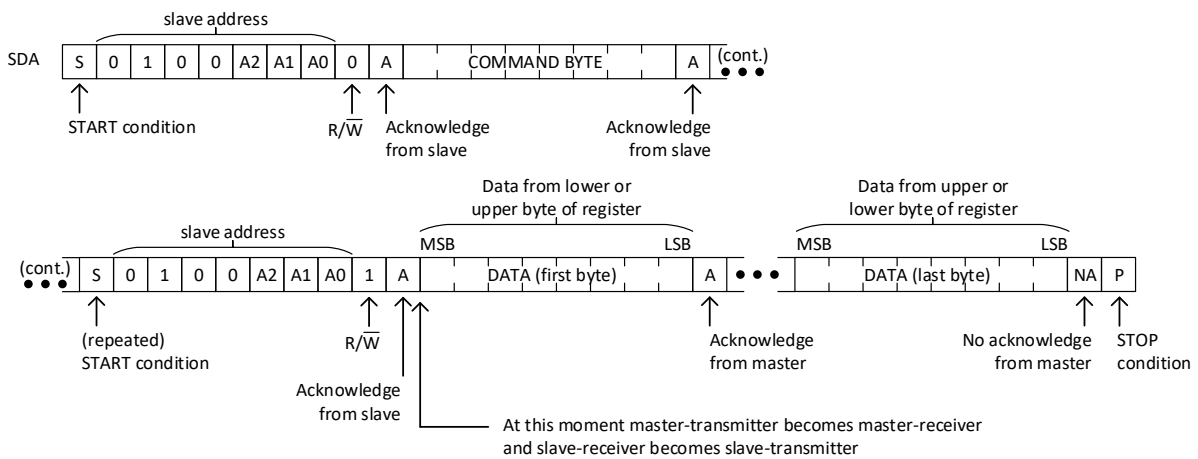 slave address
SDA S 0 1 0 0 A2 A1 A0 0 A COMMAND BYTE A (cont.)
START condition R/W̅ Acknowledge Acknowledge
from slave from slave
Data from lower or Data from upper or
upper byte of register lower byte of register
slave address
MSB LSB MSB LSB
(cont.) S 0 1 0 0 A2 A1 A0 1 A DATA (first byte) A DATA (last byte) NA P
(repeated) R/W̅ Acknowledge No acknowledge STOP
START condition from master from master condition
Acknowledge
from slave
At this moment master-transmitter becomes master-receiver
and slave-receiver becomes slave-transmitter